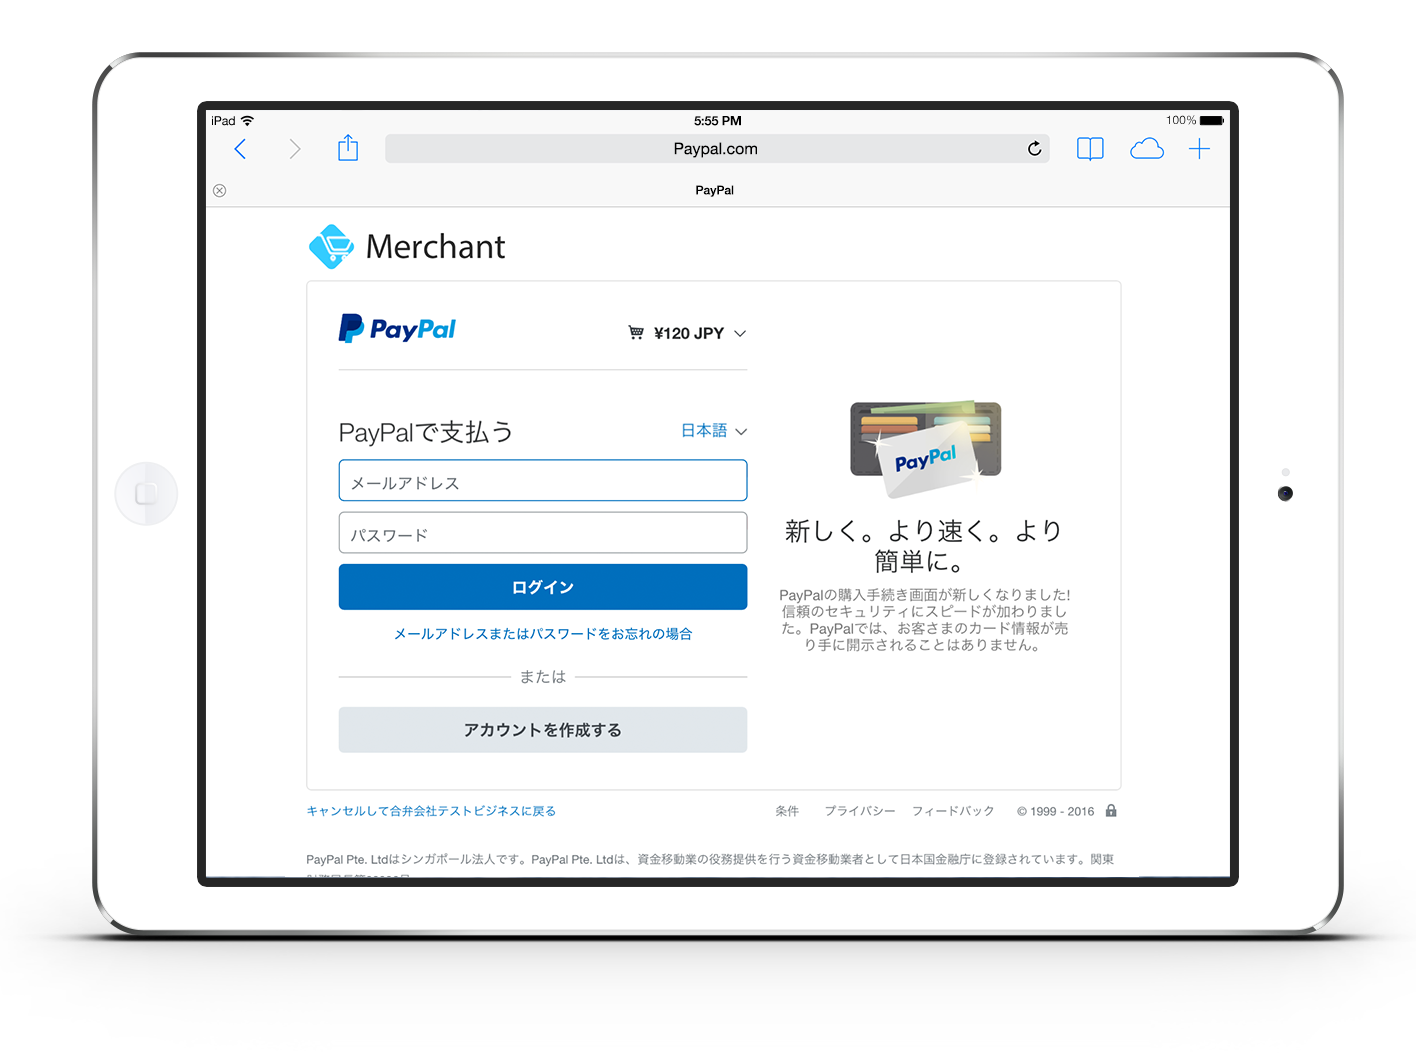 iPad
5:55 PM
100%
Paypal.com
PayPal
Merchant
PayPal
¥120 JPY
PayPalで支払う
日本語
メールアドレス
パスワード
ログイン
メールアドレスまたはパスワードをお忘れの場合
または
アカウントを作成する
PayPal
新しく。より速く。より
簡単に。
PayPalの購入手続き画面が新しくなりました!
信頼のセキュリティにスピードが加わりまし
た。PayPalでは、お客さまのカード情報が売
り手に開示されることはありません。
キャンセルして合弁会社テストビジネスに戻る
条件 プライバシー フィードバック © 1999 - 2016
PayPal Pte. Ltdはシンガポール法人です。PayPal Pte. Ltdは、資金移動業の役務提供を行う資金移動業者として日本国金融庁に登録されています。関東